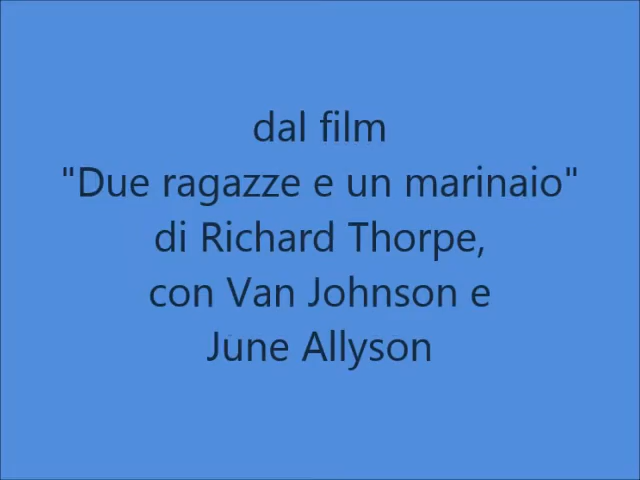 dal film
"Due ragazze e un marinaio"
di Richard Thorpe,
con Van Johnson e
June Allyson